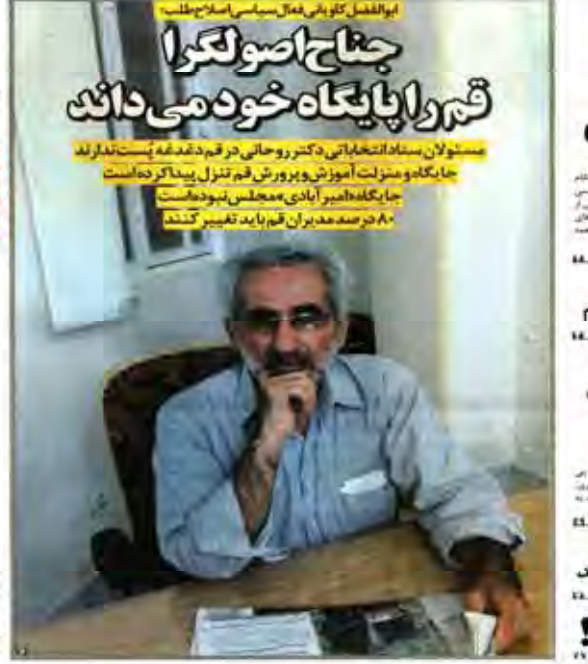 ابوالفضل کاویانی فعال سیاسی اصلاح طلب:
جناح اصولگرا
قم را پایگاه خود می‌داند
مسئولان ستاد انتخاباتی دکتر روحانی در قم دغدغه پست ندارند
جایگاه و منزلت آموزش و پرورش قم تنزل پیدا کرده است
جایگاه «امیرآبادی» مجلس نبوده است
۸۰ درصد مدیران قم باید تغییر کنند